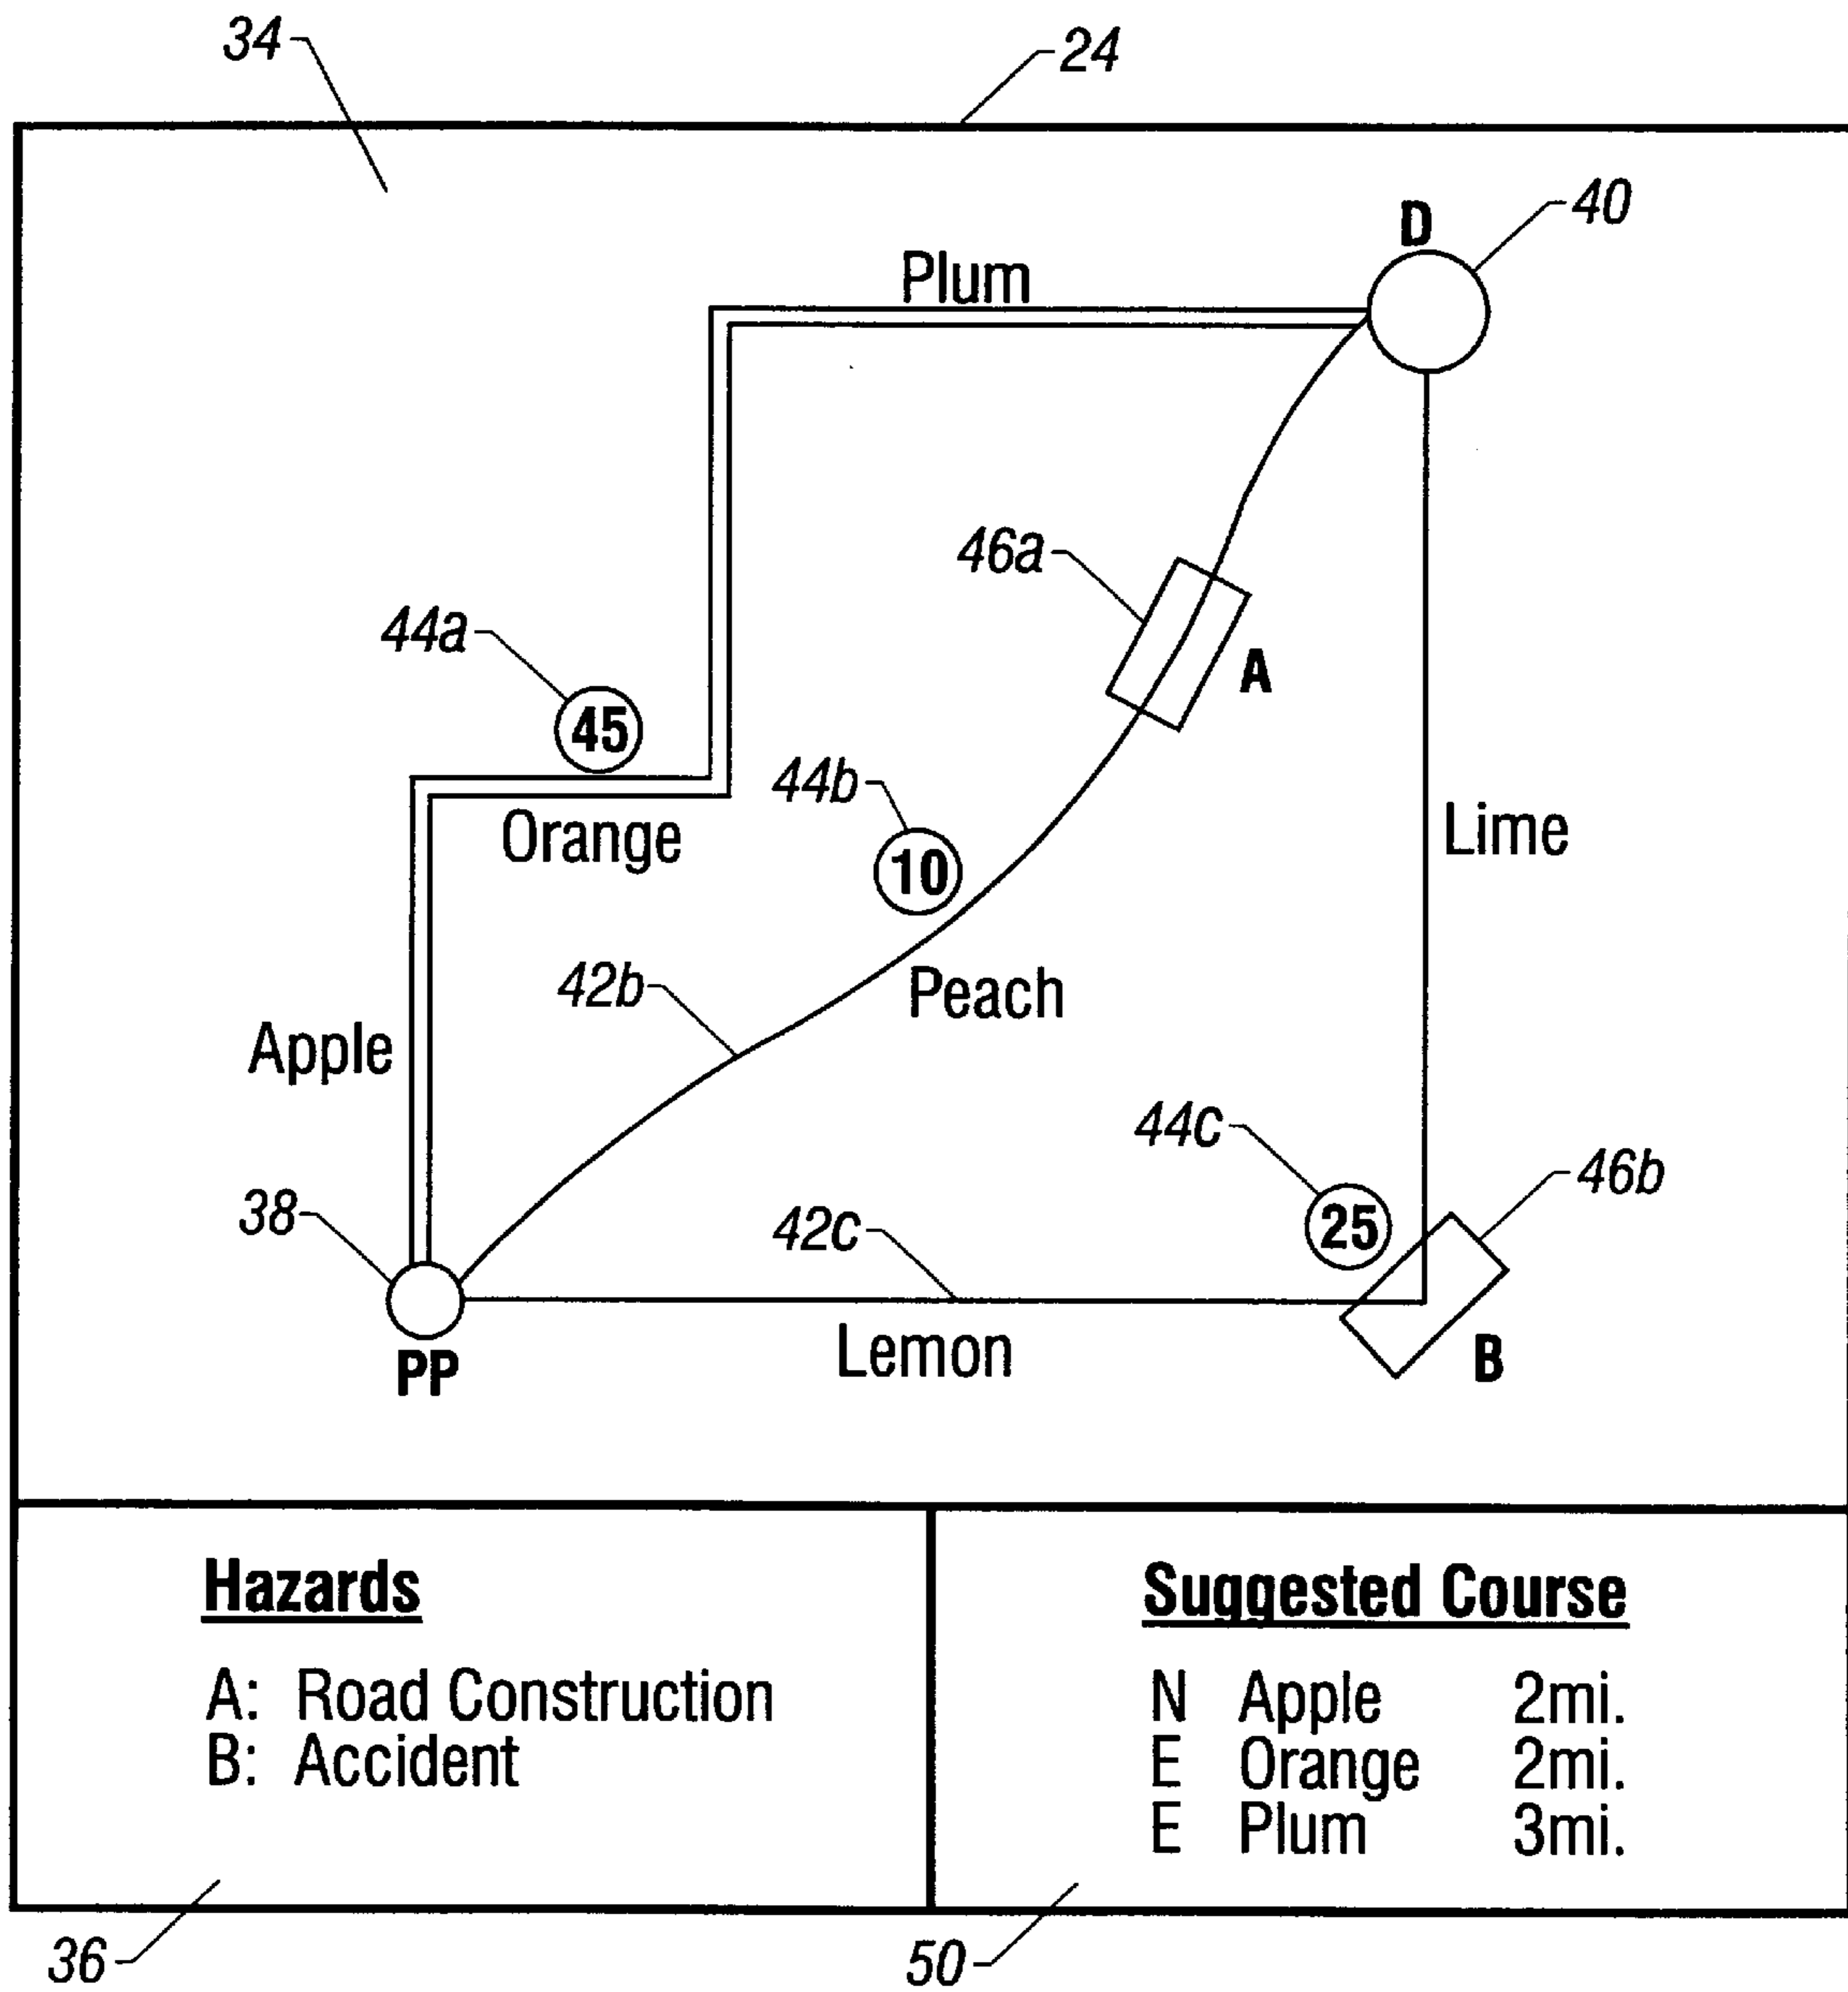 34
24
D
40
Plum
46a
A
44a
45
44b
10
Orange
Lime
42b
Peach
Apple
44c
46b
38
42c
25
PP
Lemon
B
Hazards
A: Road Construction
B: Accident
Suggested Course
N Apple 2mi.
E Orange 2mi.
E Plum 3mi.
36
50